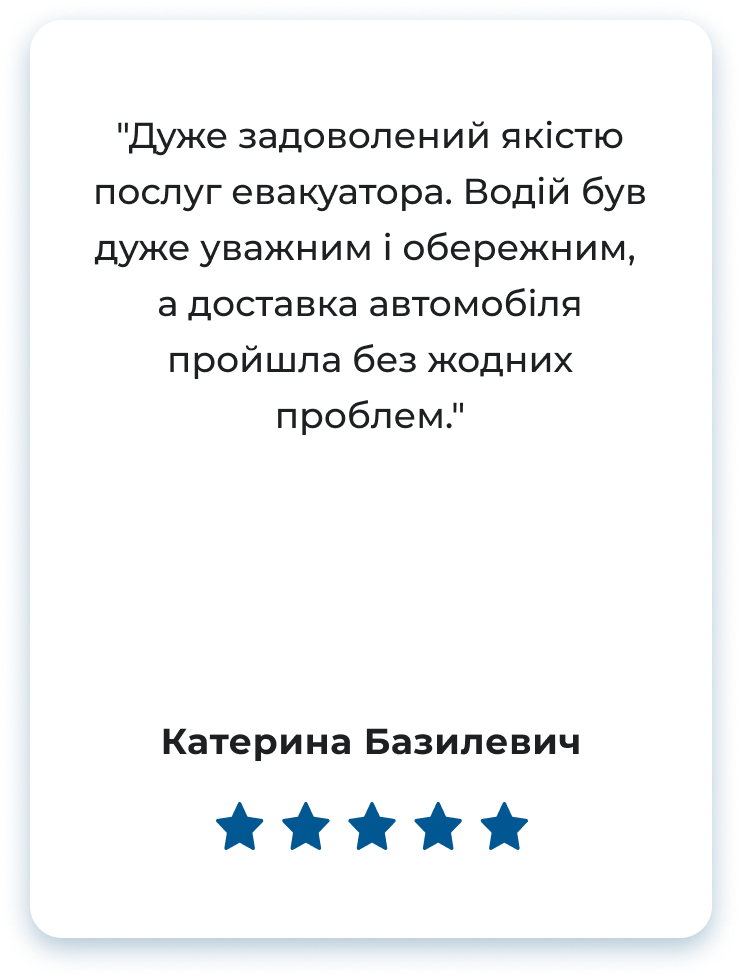 "Дуже задоволений якістю
послуг евакуатора. Водій був
дуже уважним і обережним,
а доставка автомобіля
пройшла без жодних
проблем."
Катерина Базилевич